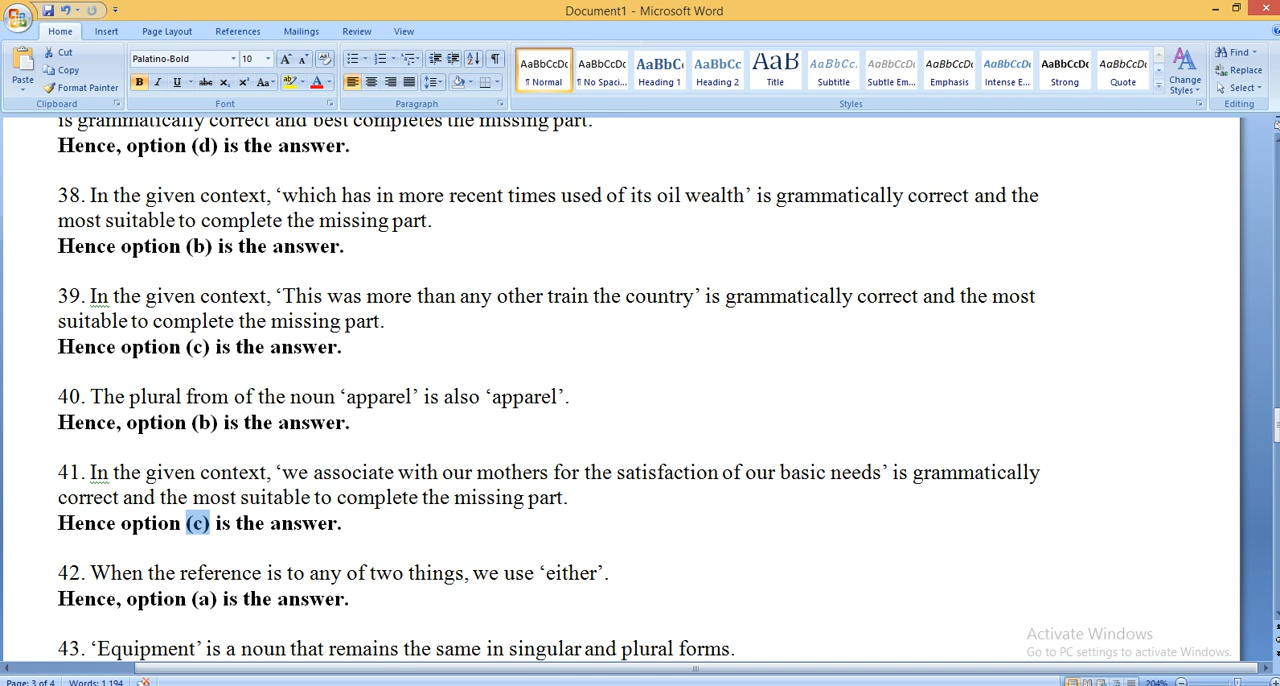 Document1 - Microsoft Word
Home Insert Page Layout References Mailings Review View
Paste Cut Copy Format Painter Clipboard
Palatino-Bold 10 Font
Paragraph
AaBbCcDc ¶ Normal AaBbCcDc ¶ No Spaci... AaBbC Heading 1 AaBbCc Heading 2 AaB Title AaBbCc. Subtitle AaBbCcDc Subtle Em... AaBbCcDc Emphasis AaBbCcDc Intense E... AaBbCcDc Strong AaBbCcDc Quote Change Styles Styles
Find Replace Select Editing
is grammatically correct and best completes the missing part.
Hence, option (d) is the answer.
38. In the given context, ‘which has in more recent times used of its oil wealth’ is grammatically correct and the
most suitable to complete the missing part.
Hence option (b) is the answer.
39. In the given context, ‘This was more than any other train the country’ is grammatically correct and the most
suitable to complete the missing part.
Hence option (c) is the answer.
40. The plural from of the noun ‘apparel’ is also ‘apparel’.
Hence, option (b) is the answer.
41. In the given context, ‘we associate with our mothers for the satisfaction of our basic needs’ is grammatically
correct and the most suitable to complete the missing part.
Hence option (c) is the answer.
42. When the reference is to any of two things, we use ‘either’.
Hence, option (a) is the answer.
43. ‘Equipment’ is a noun that remains the same in singular and plural forms.
Activate Windows
Go to PC settings to activate Windows.
Page: 3 of 4 Words: 1,194 204%